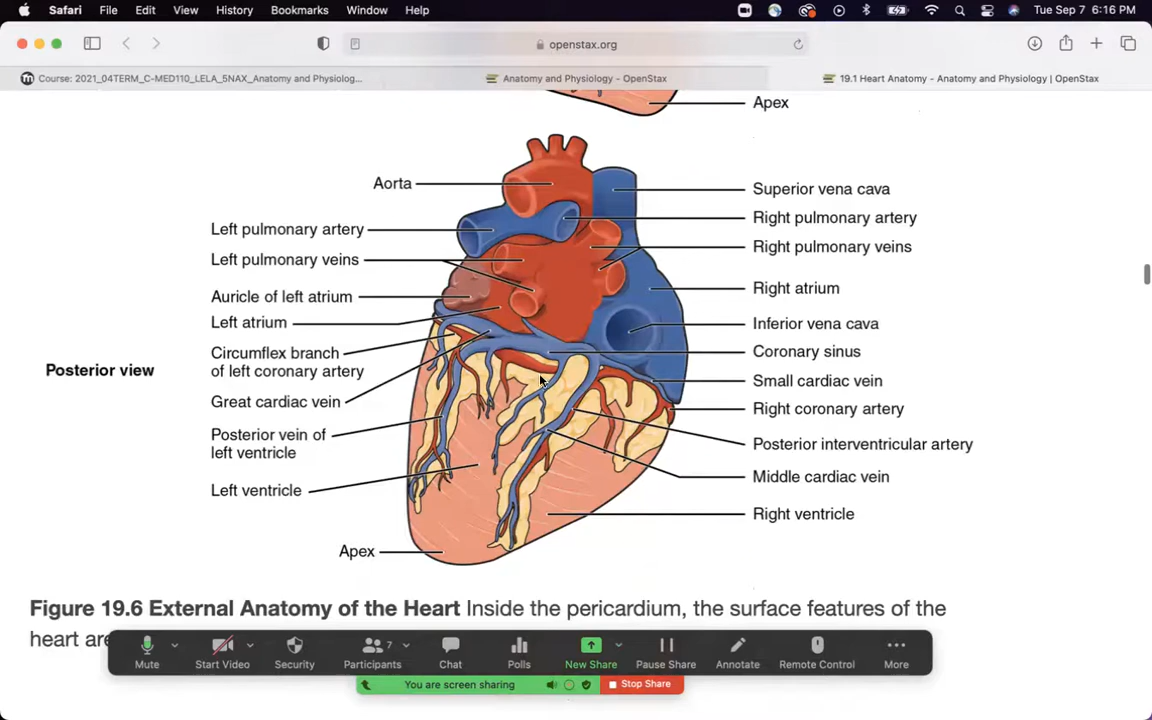 Safari File Edit View History Bookmarks Window Help Tue Sep 7 6:16 PM
openstax.org
Course: 2021_04TERM_C-MED110_LELA_5NAX_Anatomy and Physiolog... Anatomy and Physiology - OpenStax 19.1 Heart Anatomy - Anatomy and Physiology | OpenStax
Apex
Aorta
Superior vena cava
Left pulmonary artery
Right pulmonary artery
Left pulmonary veins
Right pulmonary veins
Auricle of left atrium
Right atrium
Left atrium
Inferior vena cava
Circumflex branch
of left coronary artery
Coronary sinus
Posterior view
Small cardiac vein
Great cardiac vein
Right coronary artery
Posterior vein of
left ventricle
Posterior interventricular artery
Middle cardiac vein
Left ventricle
Right ventricle
Apex
Figure 19.6 External Anatomy of the Heart Inside the pericardium, the surface features of the
heart are
Mute Start Video Security Participants 7 Chat Polls New Share Pause Share Annotate Remote Control More
You are screen sharing Stop Share